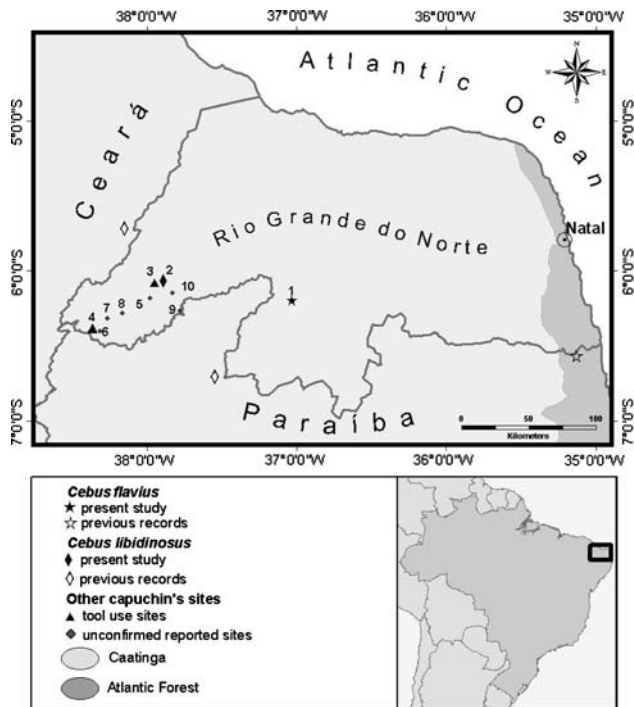 38°0'0"W 37°0'0"W 36°0'0"W 35°0'0"W
Atlantic Ocean
N
W E
S
5°0'0"S 5°0'0"S
Ceará
Rio Grande do Norte
Natal
6°0'0"S 6°0'0"S
3 2
10
1
7 8 5
4 6 9
Paraíba
0 50 100
Kilometers
7°0'0"S 7°0'0"S
38°0'0"W 37°0'0"W 36°0'0"W 35°0'0"W
Cebus flavius
present study
previous records
Cebus libidinosus
present study
previous records
Other capuchin's sites
tool use sites
unconfirmed reported sites
Caatinga
Atlantic Forest